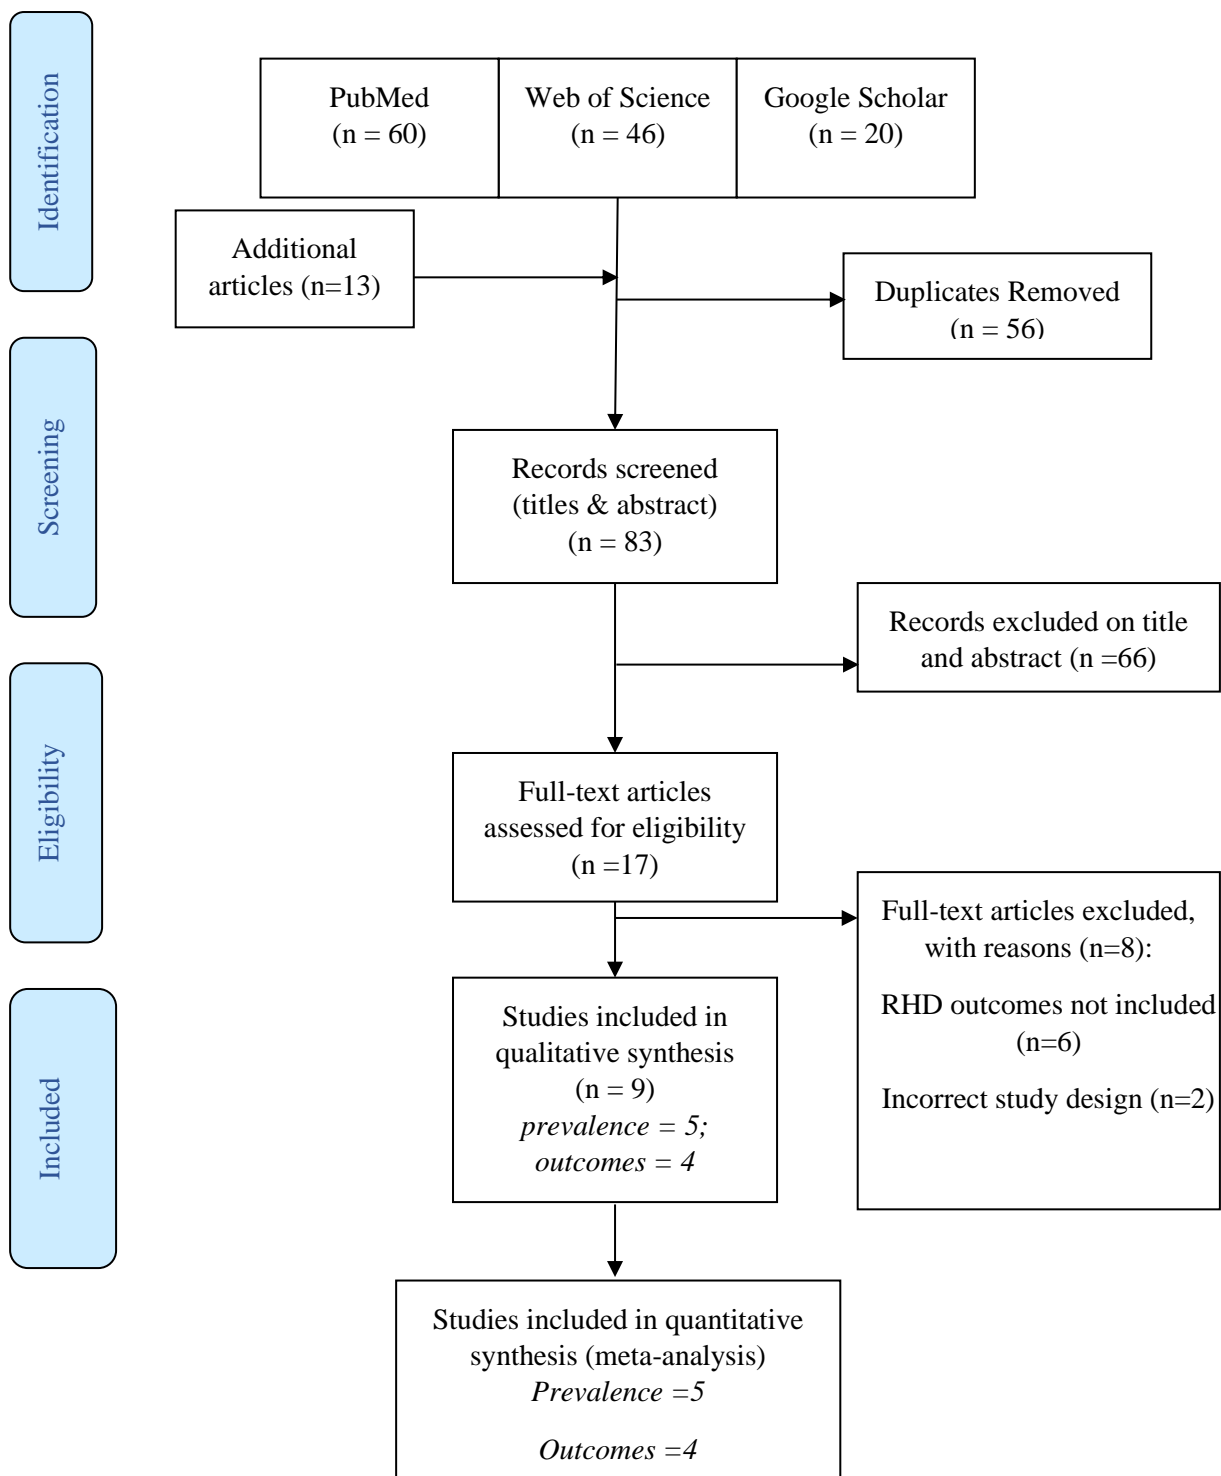 Identification
PubMed
(n = 60)
Web of Science
(n = 46)
Google Scholar
(n = 20)
Additional
articles (n=13)
Duplicates Removed
(n = 56)
Screening
Records screened
(titles & abstract)
(n = 83)
Records excluded on title
and abstract (n =66)
Eligibility
Full-text articles
assessed for eligibility
(n =17)
Full-text articles excluded,
with reasons (n=8):
RHD outcomes not included
(n=6)
Incorrect study design (n=2)
Included
Studies included in
qualitative synthesis
(n = 9)
prevalence = 5;
outcomes = 4
Studies included in quantitative
synthesis (meta-analysis)
Prevalence =5
Outcomes =4